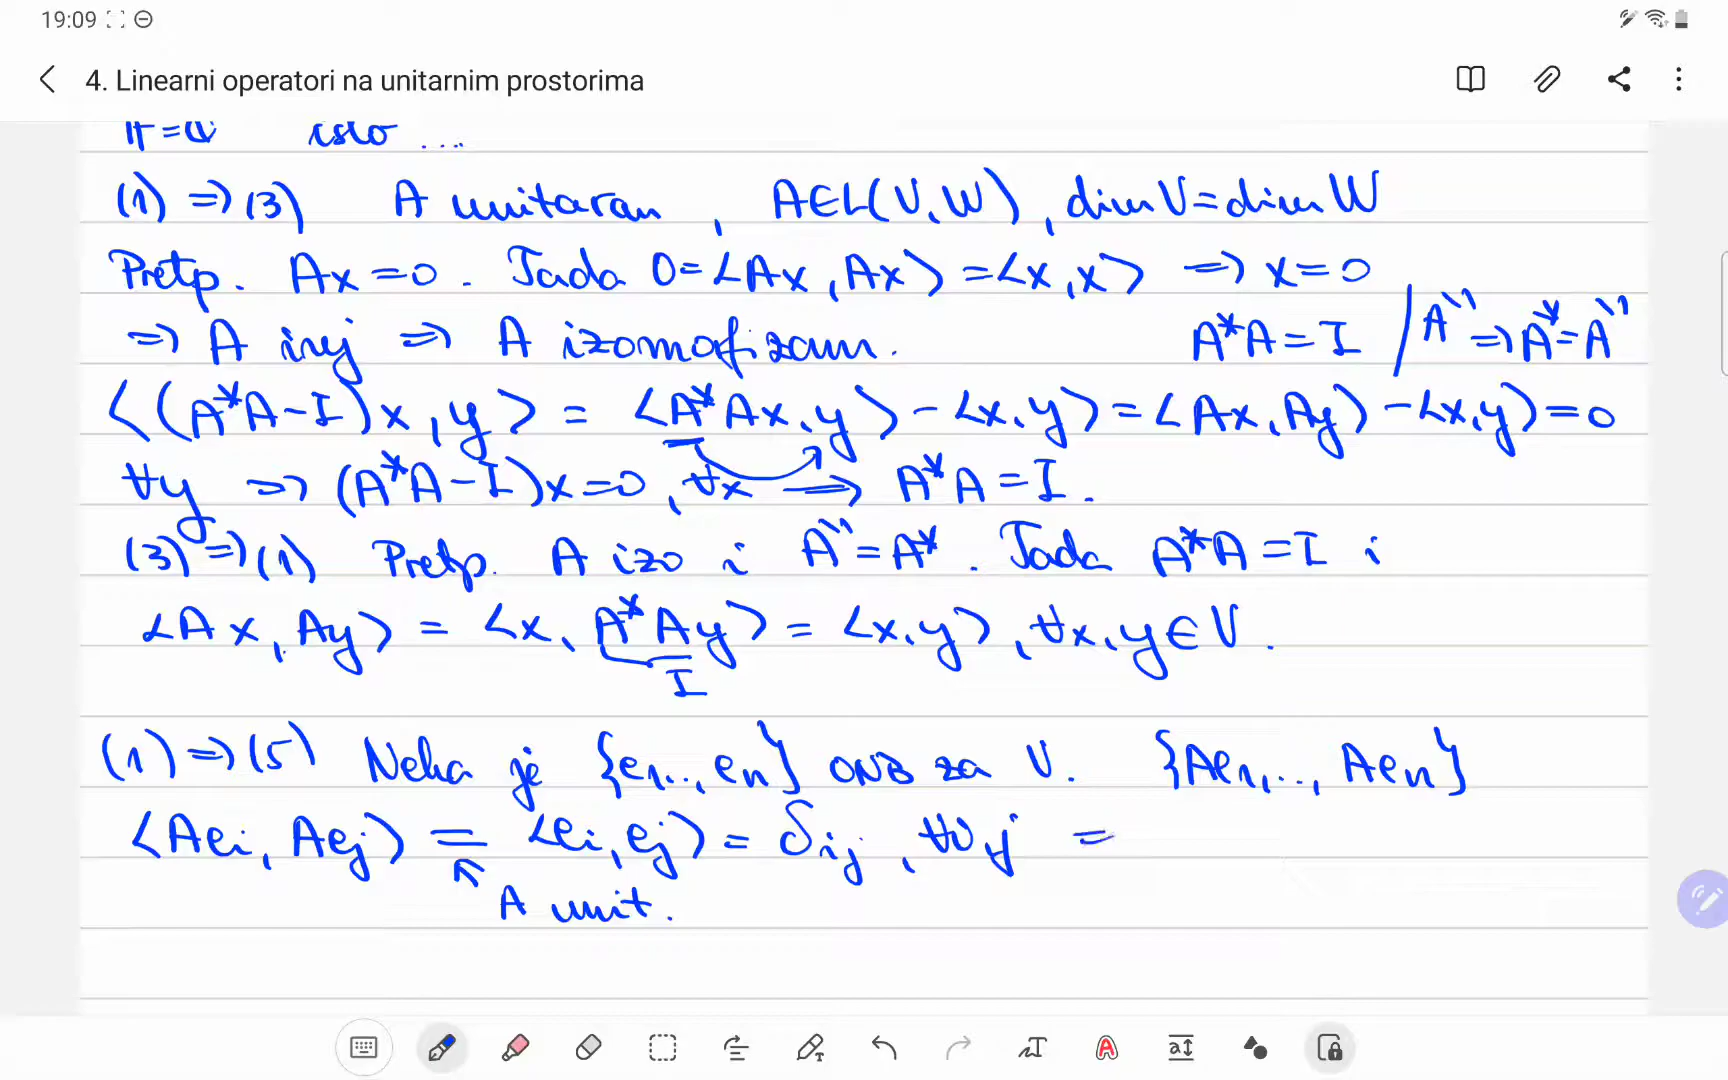 19:09
4. Linearni operatori na unitarnim prostorima
isto ...
(1) ⇒ (3) A unitaran, A∈L(V,W), dim V = dim W
Pretp. Ax = 0. Tada 0 = <Ax, Ax> = <x, x> ⇒ x = 0
⇒ A inj ⇒ A izomofizam. A*A = I / A⁻¹ ⇒ A* = A⁻¹
<(A*A - I)x, y> = <A*Ax, y> - <x, y> = <Ax, Ay> - <x, y> = 0
∀y ⇒ (A*A - I)x = 0, ∀x ⇒ A*A = I.
(3) ⇒ (1) Pretp. A izo i A⁻¹ = A*. Tada A*A = I i
<Ax, Ay> = <x, A*Ay> = <x, y>, ∀x, y ∈ V.
I
(1) ⇒ (5) Neka je {e1, ..., en} ONB za V. {Ae1, ..., Aen}
<Aei, Aej> = <ei, ej> = δij, ∀i,j =
A unit.